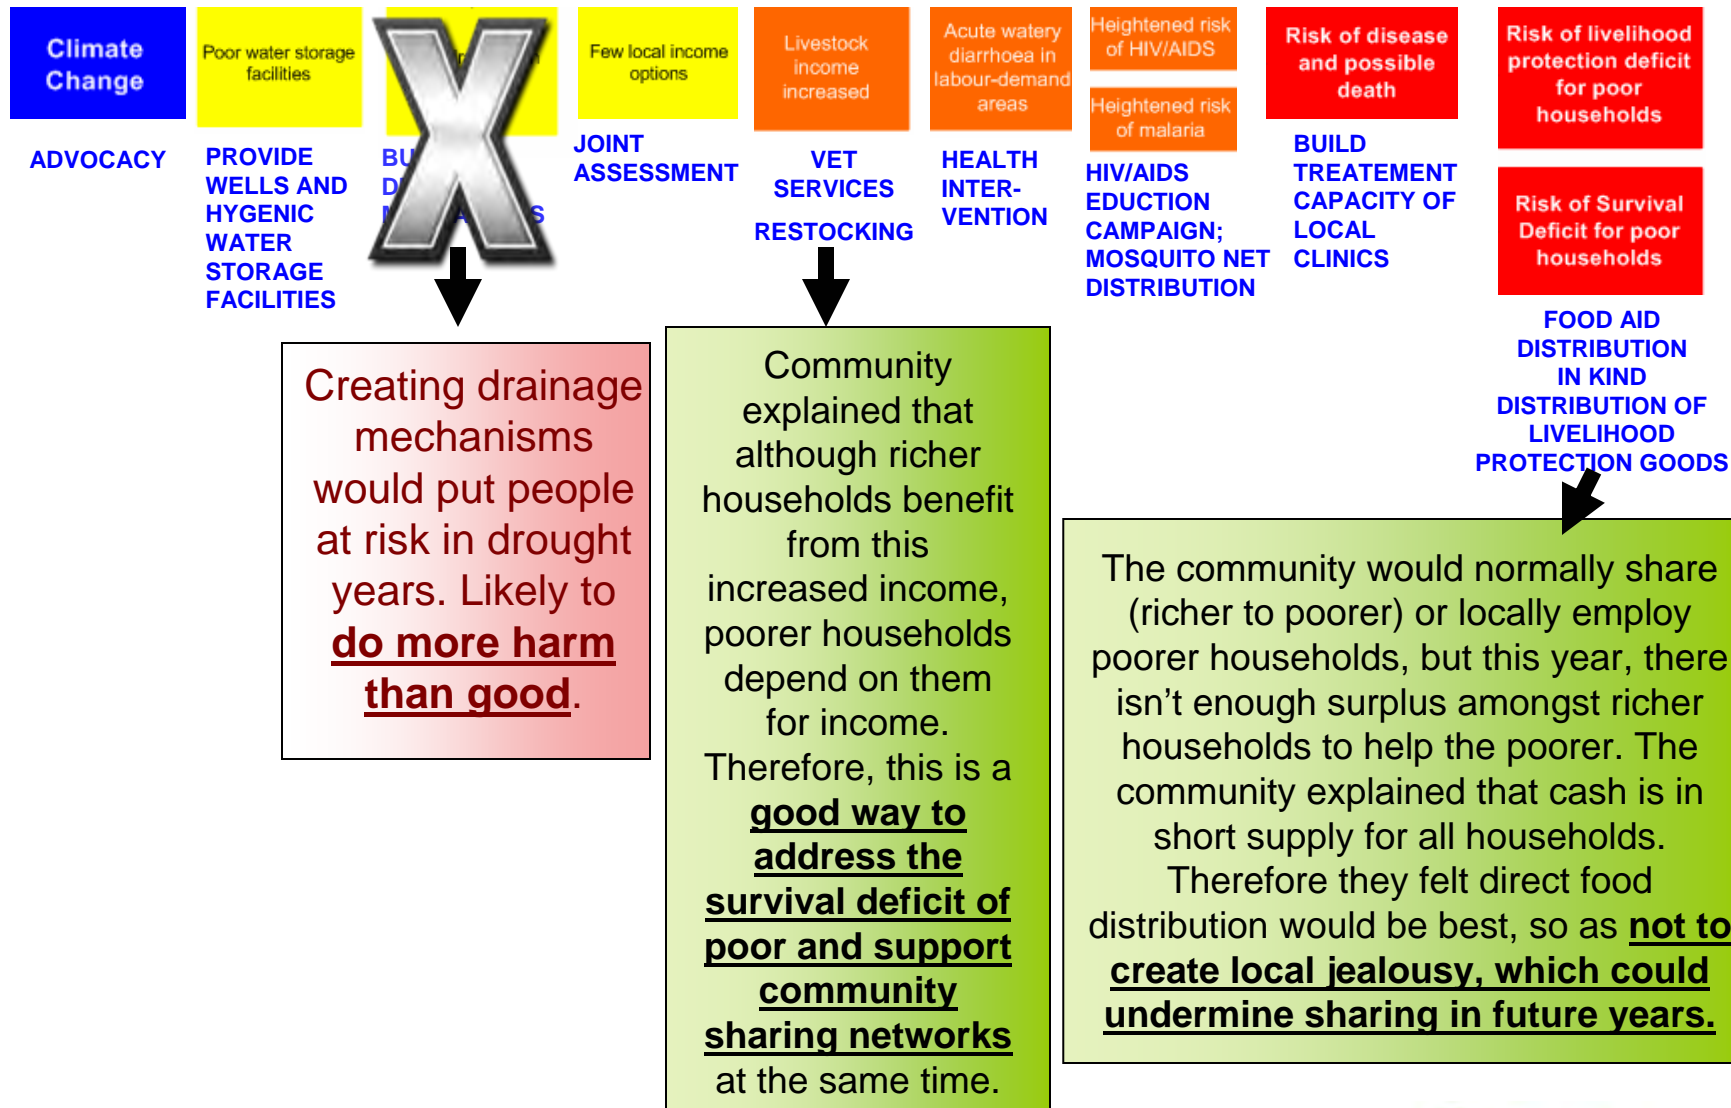 Climate
Change
Poor water storage
facilities
Few local income
options
Livestock
income
increased
Acute watery
diarrhoea in
labour-demand
areas
Heightened risk
of HIV/AIDS
Heightened risk
of malaria
Risk of disease
and possible
death
Risk of livelihood
protection deficit
for poor
households
Risk of Survival
Deficit for poor
households
ADVOCACY
PROVIDE
WELLS AND
HYGENIC
WATER
STORAGE
FACILITIES
JOINT
ASSESSMENT
VET
SERVICES
RESTOCKING
HEALTH
INTER-
VENTION
HIV/AIDS
EDUCTION
CAMPAIGN;
MOSQUITO NET
DISTRIBUTION
BUILD
TREATEMENT
CAPACITY OF
LOCAL
CLINICS
FOOD AID
DISTRIBUTION
IN KIND
DISTRIBUTION OF
LIVELIHOOD
PROTECTION GOODS
Creating drainage
mechanisms
would put people
at risk in drought
years. Likely to
do more harm
than good.
Community
explained that
although richer
households benefit
from this
increased income,
poorer households
depend on them
for income.
Therefore, this is a
good way to
address the
survival deficit of
poor and support
community
sharing networks
at the same time.
The community would normally share
(richer to poorer) or locally employ
poorer households, but this year, there
isn't enough surplus amongst richer
households to help the poorer. The
community explained that cash is in
short supply for all households.
Therefore they felt direct food
distribution would be best, so as not to
create local jealousy, which could
undermine sharing in future years.